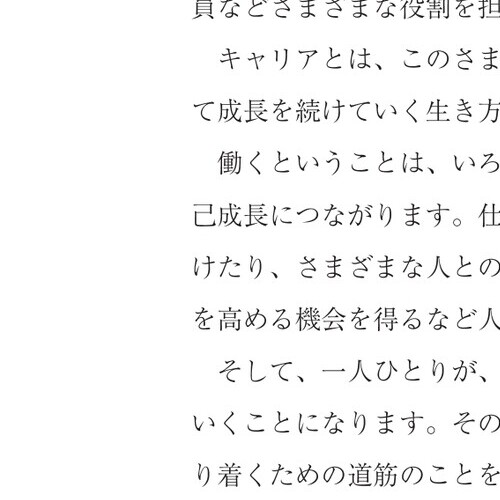 員などさまざまな役割を担
キャリアとは、このさま
て成長を続けていく生き方
働くということは、いろ
己成長につながります。仕
けたり、さまざまな人との
を高める機会を得るなど人
そして、一人ひとりが、
いくことになります。その
り着くための道筋のことを